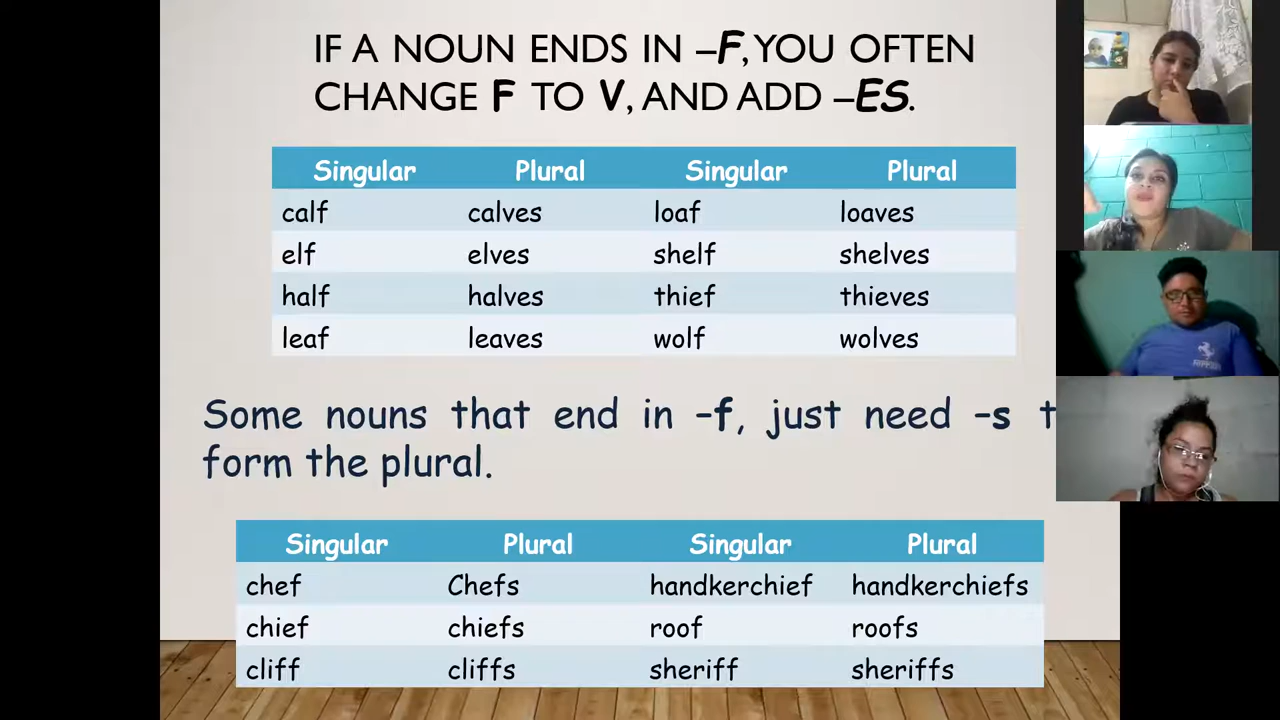 IF A NOUN ENDS IN –F, YOU OFTEN
CHANGE F TO V, AND ADD –ES.
Singular Plural Singular Plural
calf calves loaf loaves
elf elves shelf shelves
half halves thief thieves
leaf leaves wolf wolves
Some nouns that end in –f, just need –s t
form the plural.
Singular Plural Singular Plural
chef Chefs handkerchief handkerchiefs
chief chiefs roof roofs
cliff cliffs sheriff sheriffs